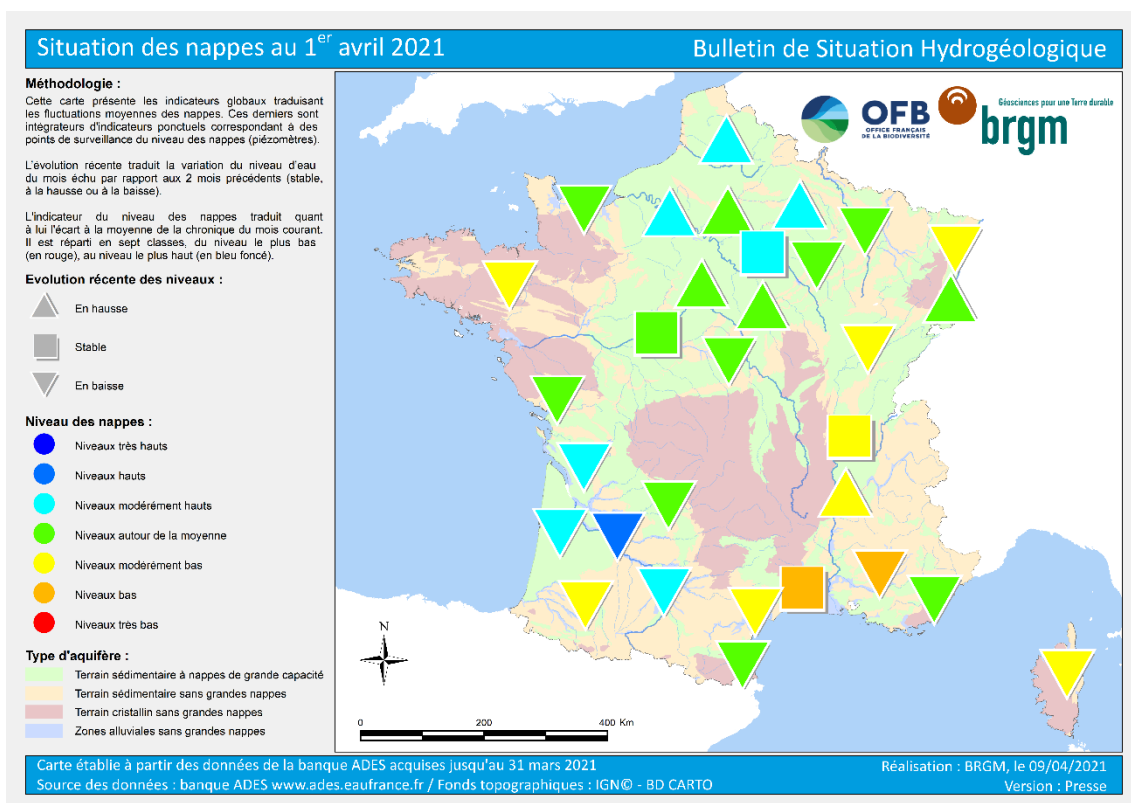 Situation des nappes au 1er avril 2021
Bulletin de Situation Hydrogéologique
Méthodologie :
Cette carte présente les indicateurs globaux traduisant
les fluctuations moyennes des nappes. Ces derniers sont
intégrateurs d'indicateurs ponctuels correspondant à des
points de surveillance du niveau des nappes (piézomètres).
L'évolution récente traduit la variation du niveau d'eau
du mois échu par rapport aux 2 mois précédents (stable,
à la hausse ou à la baisse).
L'indicateur du niveau des nappes traduit quant
à lui l'écart à la moyenne de la chronique du mois courant.
Il est réparti en sept classes, du niveau le plus bas
(en rouge), au niveau le plus haut (en bleu foncé).
Evolution récente des niveaux :
En hausse
Stable
En baisse
Niveau des nappes :
Niveaux très hauts
Niveaux hauts
Niveaux modérément hauts
Niveaux autour de la moyenne
Niveaux modérément bas
Niveaux bas
Niveaux très bas
Type d'aquifère :
Terrain sédimentaire à nappes de grande capacité
Terrain sédimentaire sans grandes nappes
Terrain cristallin sans grandes nappes
Zones alluviales sans grandes nappes
OFB
OFFICE FRANÇAIS
DE LA BIODIVERSITÉ
Géosciences pour une Terre durable
brgm
N
0 200 400 Km
Carte établie à partir des données de la banque ADES acquises jusqu'au 31 mars 2021
Source des données : banque ADES www.ades.eaufrance.fr / Fonds topographiques : IGN© - BD CARTO
Réalisation : BRGM, le 09/04/2021
Version : Presse